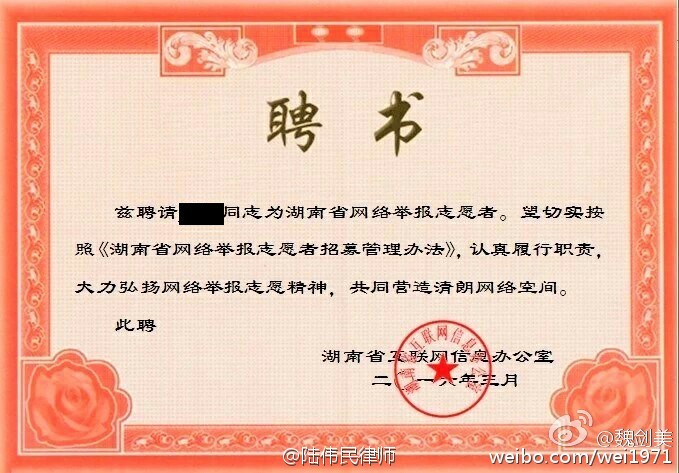 聘书
兹聘请 同志为湖南省网络举报志愿者。望切实按
照《湖南省网络举报志愿者招募管理办法》，认真履行职责，
大力弘扬网络举报志愿精神，共同营造清朗网络空间。
此聘
湖南省互联网信息办公室
二〇一六年三月
湖南省互联网信息办公室
@陆伟民律师
@魏剑美
weibo.com/wei1971